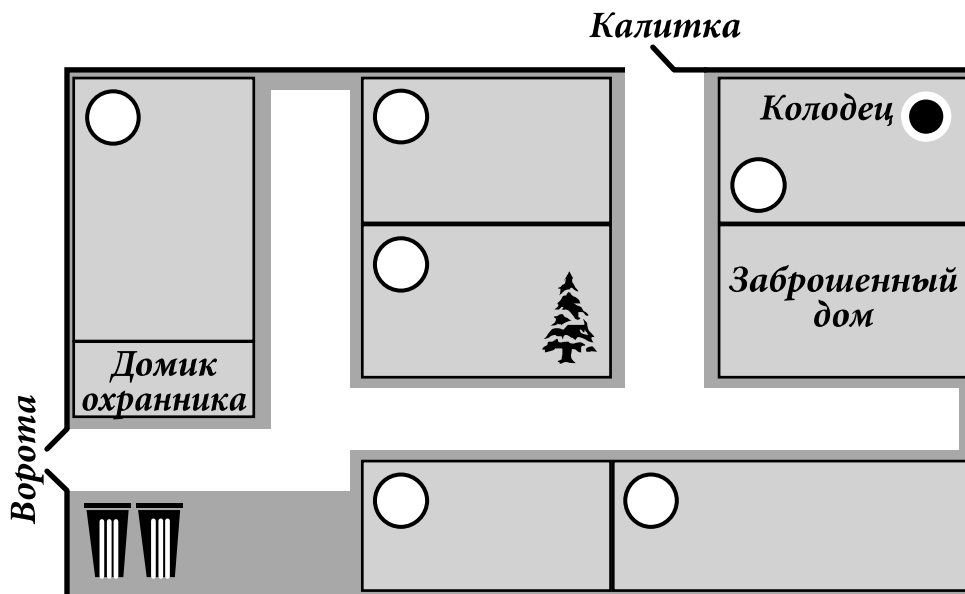 Калитка
Колодец
Заброшенный
дом
Домик
охранника
Ворота